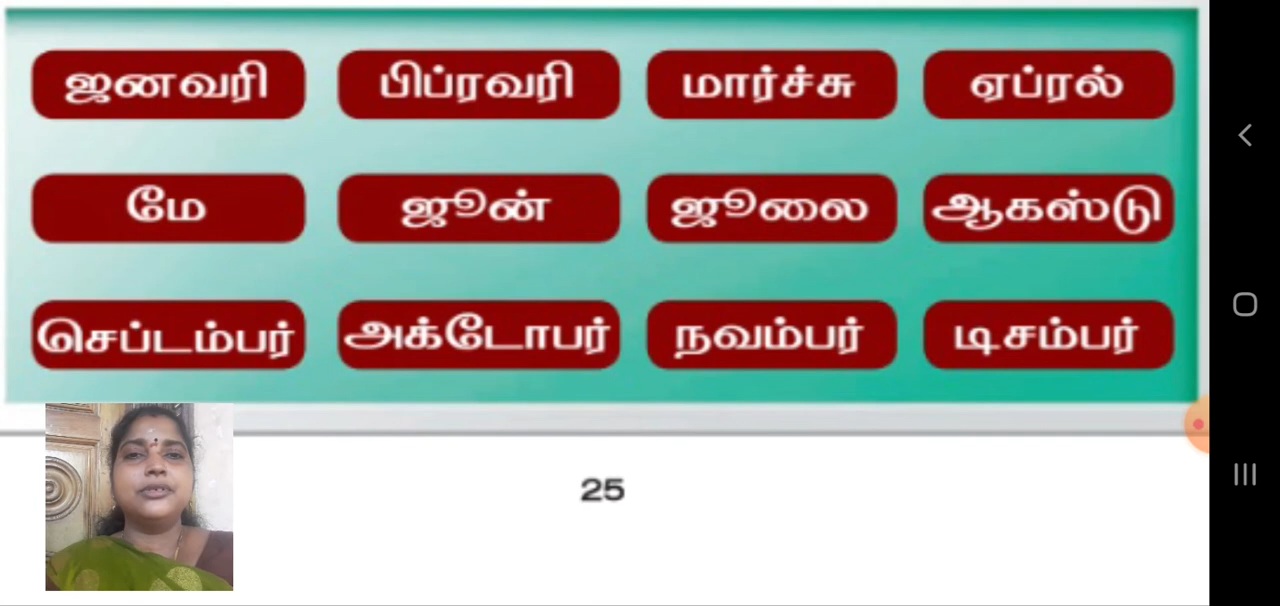 ஜனவரி பிப்ரவரி மார்ச்சு ஏப்ரல்
மே ஜூன் ஜூலை ஆகஸ்டு
செப்டம்பர் அக்டோபர் நவம்பர் டிசம்பர்
25